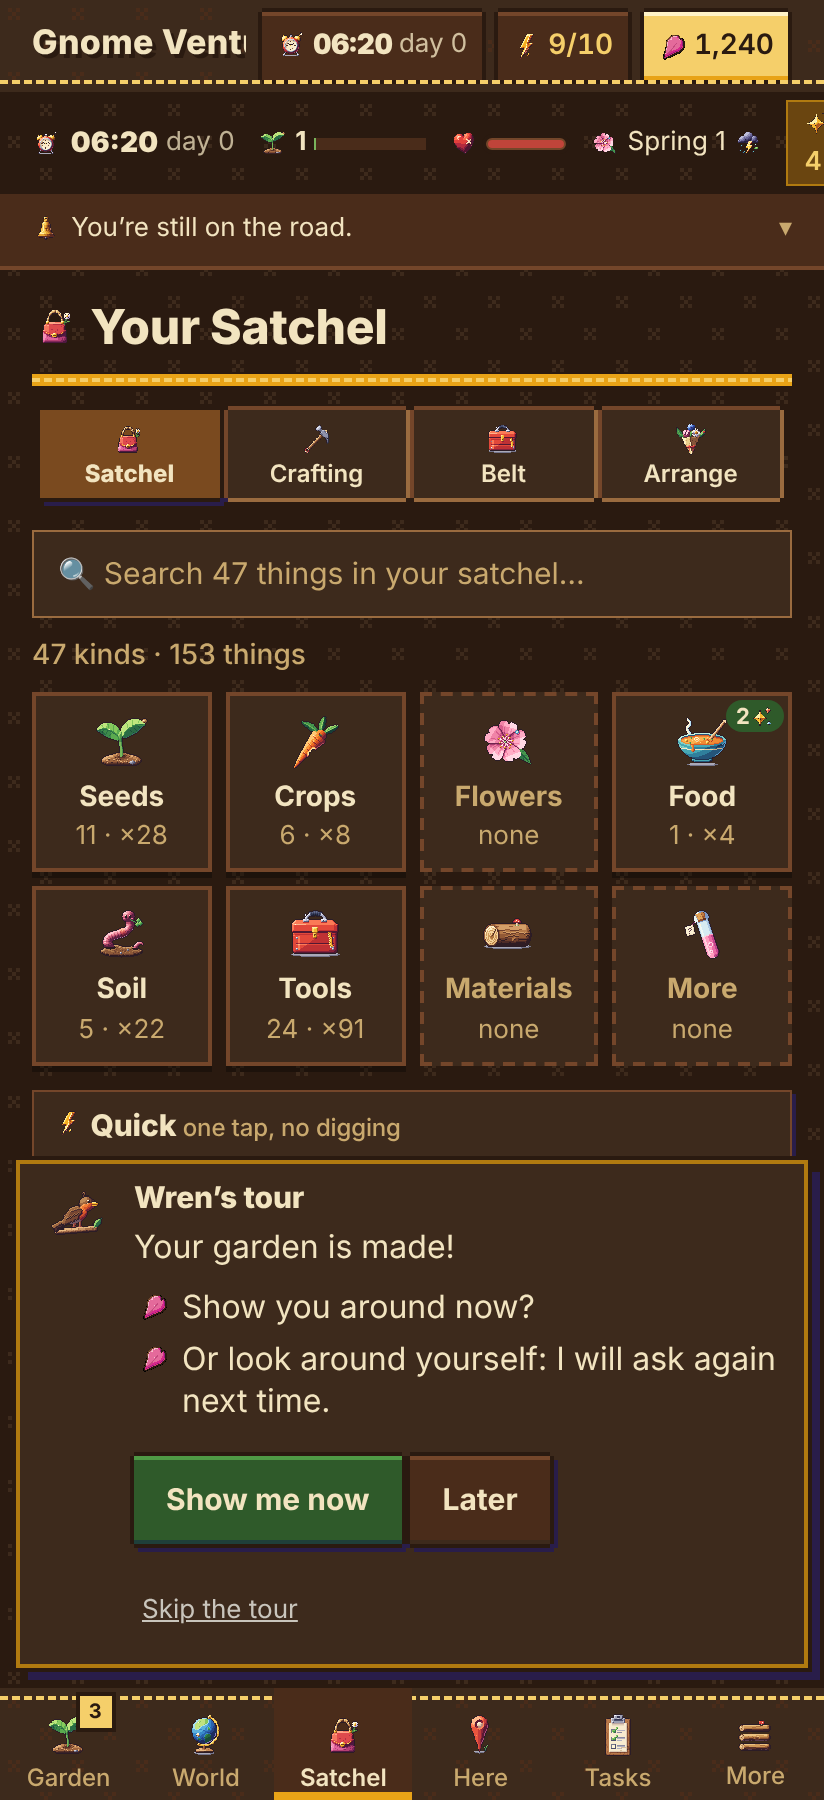 Gnome Ventu
06:20 day 0
9/10
1,240
06:20 day 0
1
Spring 1
4
You’re still on the road.
▼
Your Satchel
Satchel
Crafting
Belt
Arrange
Search 47 things in your satchel...
47 kinds · 153 things
Seeds
11 · ×28
Crops
6 · ×8
Flowers
none
2
Food
1 · ×4
Soil
5 · ×22
Tools
24 · ×91
Materials
none
More
none
Quick one tap, no digging
Wren’s tour
Your garden is made!
Show you around now?
Or look around yourself: I will ask again
next time.
Show me now
Later
Skip the tour
3
Garden
World
Satchel
Here
Tasks
More